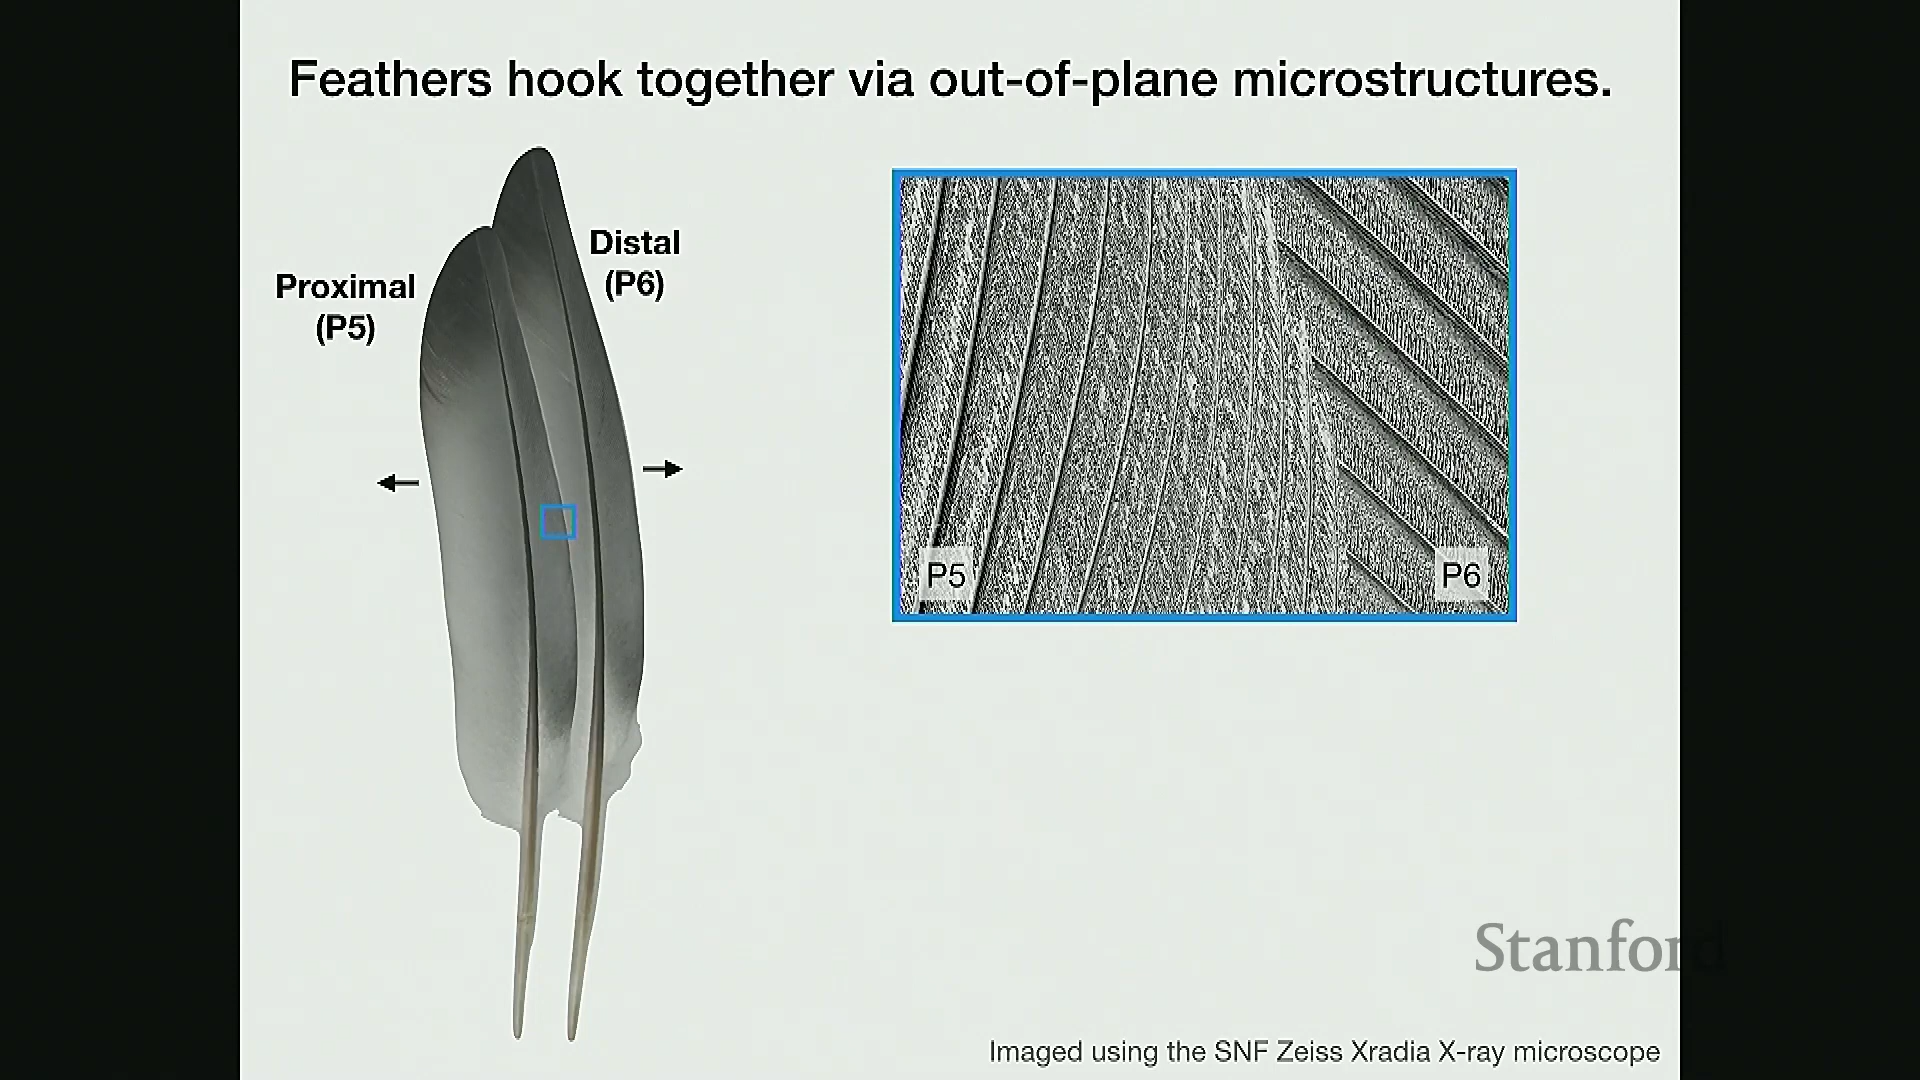 Feathers hook together via out-of-plane microstructures.
Distal
(P6)
Proximal
(P5)
P5
P6
Stanford
Imaged using the SNF Zeiss Xradia X-ray microscope